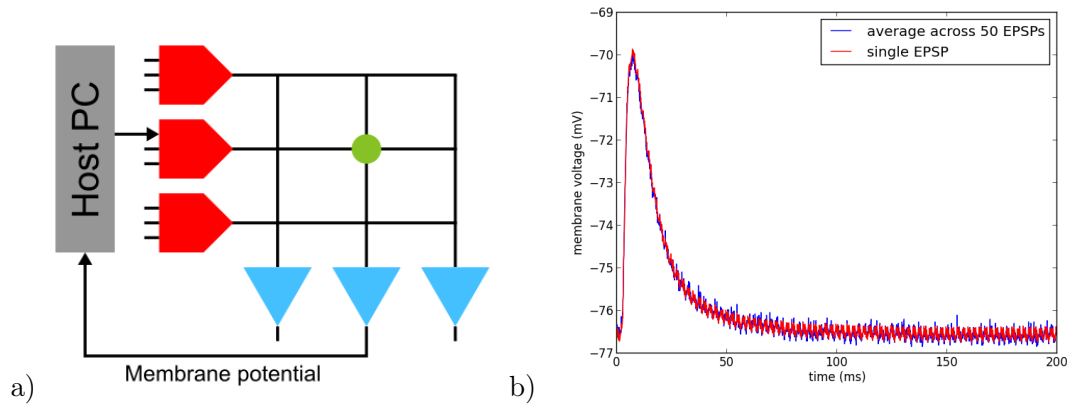 a)
Host PC
Membrane potential
b)
average across 50 EPSPs
single EPSP
membrane voltage (mV)
−69
−70
−71
−72
−73
−74
−75
−76
−77
0
50
100
150
200
time (ms)